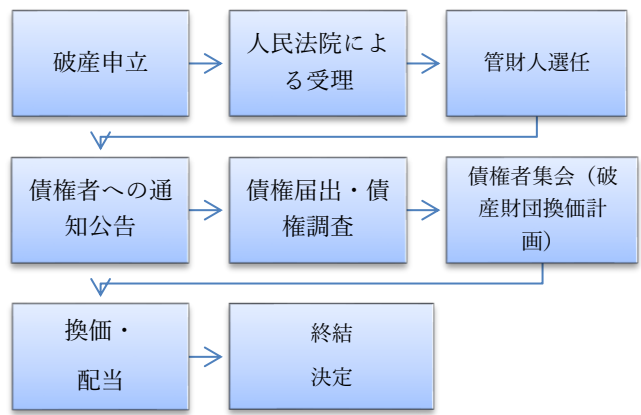 破産申立
人民法院によ
る受理
管財人選任
債権者への通
知公告
債権届出・債
権調査
債権者集会（破
産財団換価計
画）
換価・
配当
終結
決定